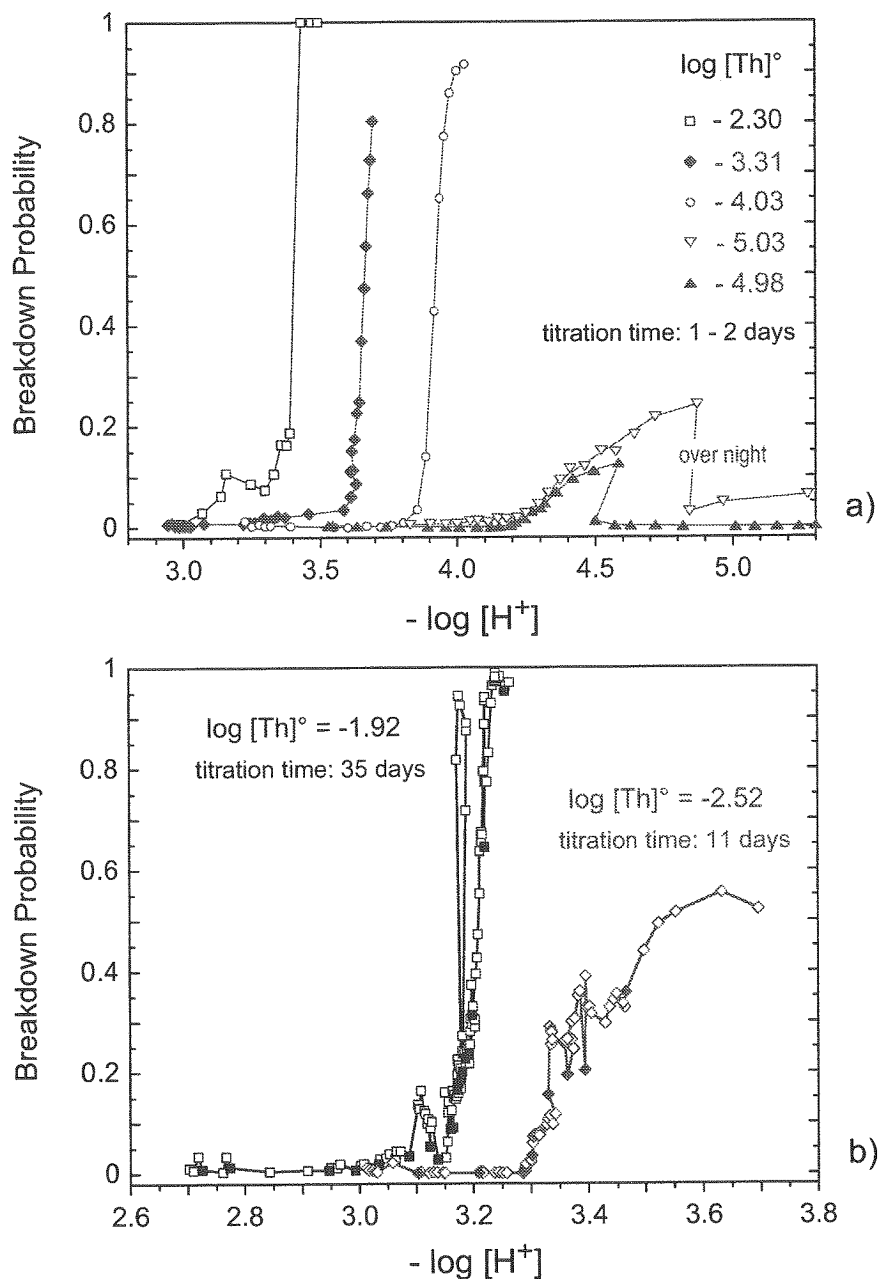 1
0.8
0.6
0.4
0.2
0
Breakdown Probability
log [Th]°
- 2.30
- 3.31
- 4.03
- 5.03
- 4.98
titration time: 1 - 2 days
over night
a)
3.0 3.5 4.0 4.5 5.0
- log [H⁺]
1
0.8
0.6
0.4
0.2
0
Breakdown Probability
log [Th]° = -1.92
titration time: 35 days
log [Th]° = -2.52
titration time: 11 days
b)
2.6 2.8 3.0 3.2 3.4 3.6 3.8
- log [H⁺]